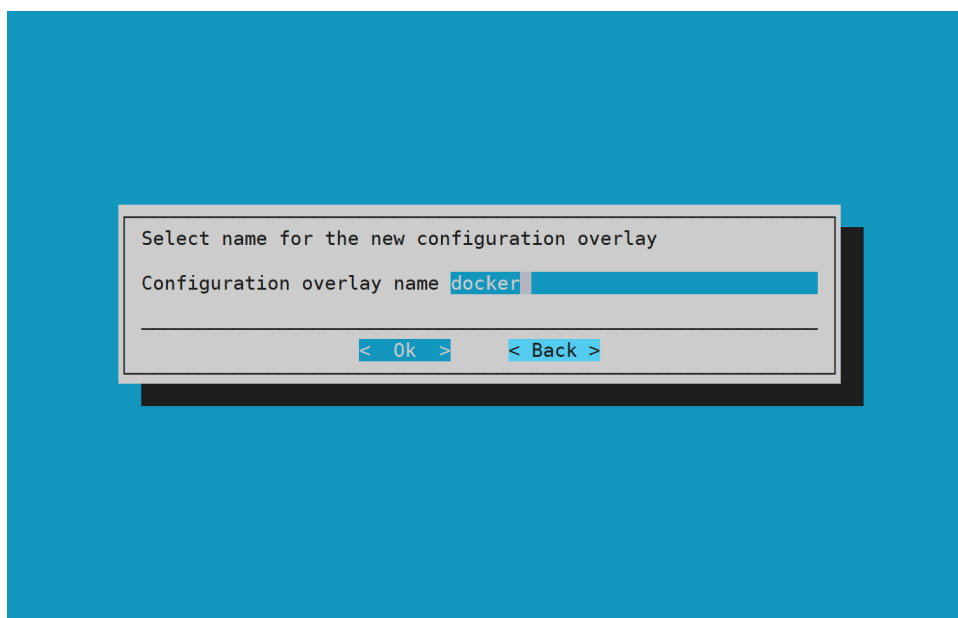 Select name for the new configuration overlay
Configuration overlay name docker
<  Ok  > < Back >